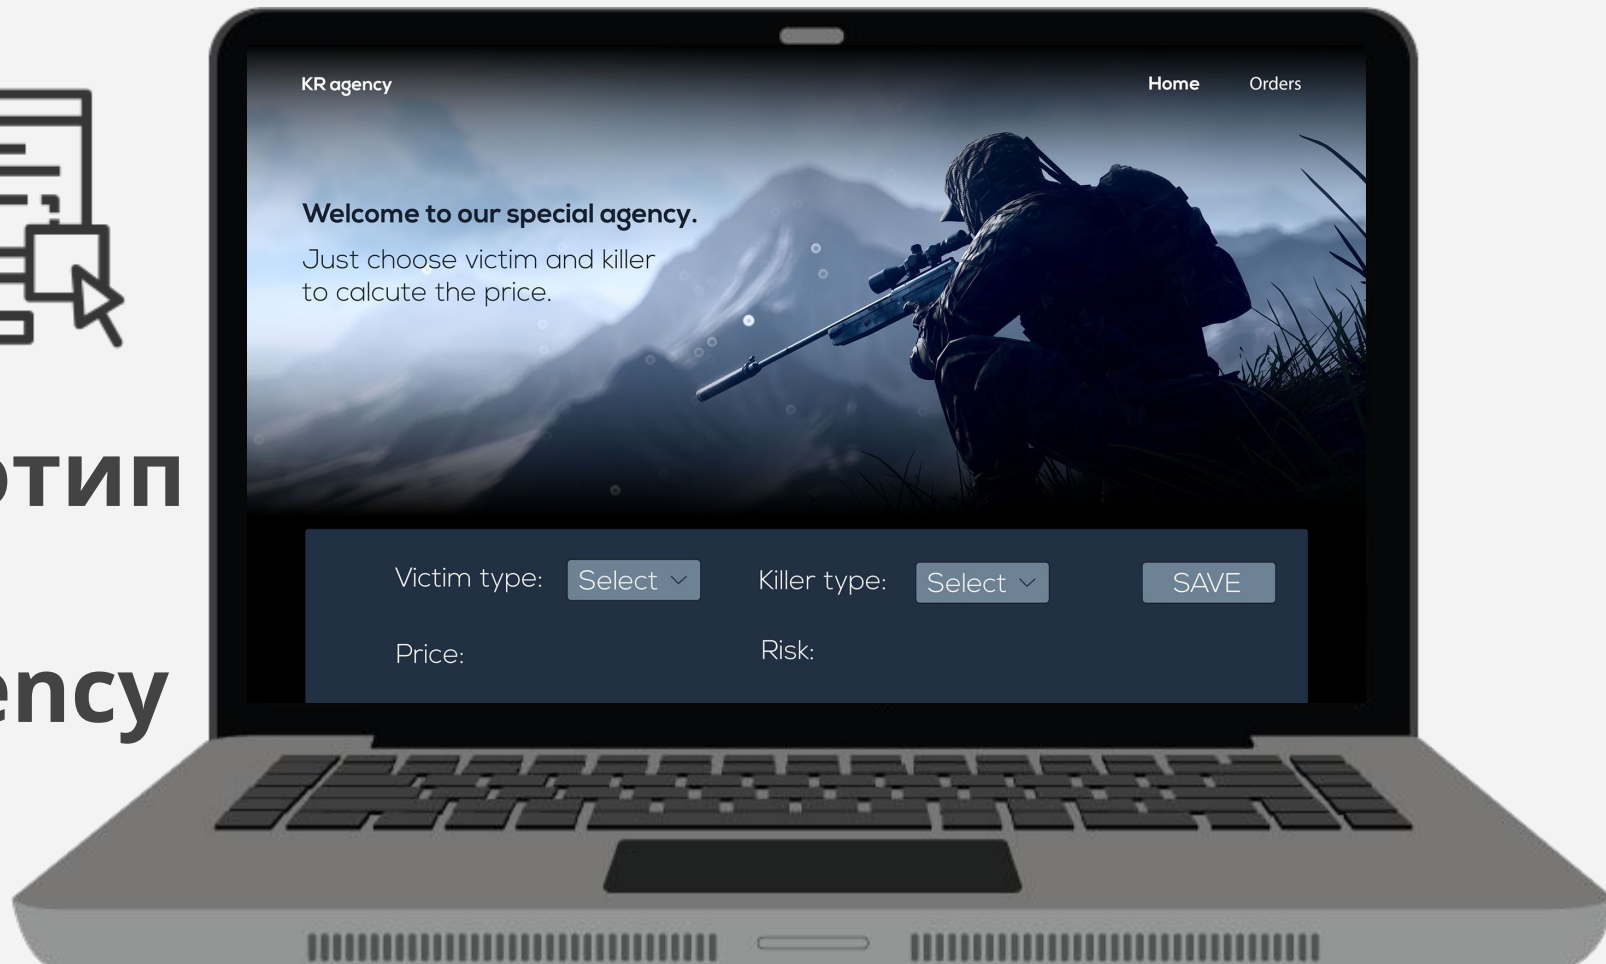 KR agency
Home
Orders
Welcome to our special agency.
Just choose victim and killer
to calcute the price.
Victim type:
Select
Killer type:
Select
SAVE
Price:
Risk:
отип
ency